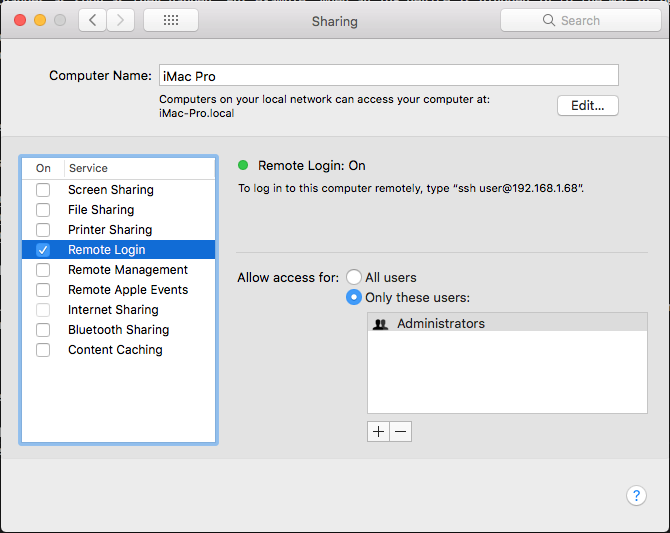 Sharing
Search
Computer Name: iMac Pro
Computers on your local network can access your computer at:
iMac-Pro.local
Edit...
On Service
Screen Sharing
File Sharing
Printer Sharing
Remote Login
Remote Management
Remote Apple Events
Internet Sharing
Bluetooth Sharing
Content Caching
Remote Login: On
To log in to this computer remotely, type “ssh user@192.168.1.68”.
Allow access for: All users
Only these users:
Administrators
+ −
?